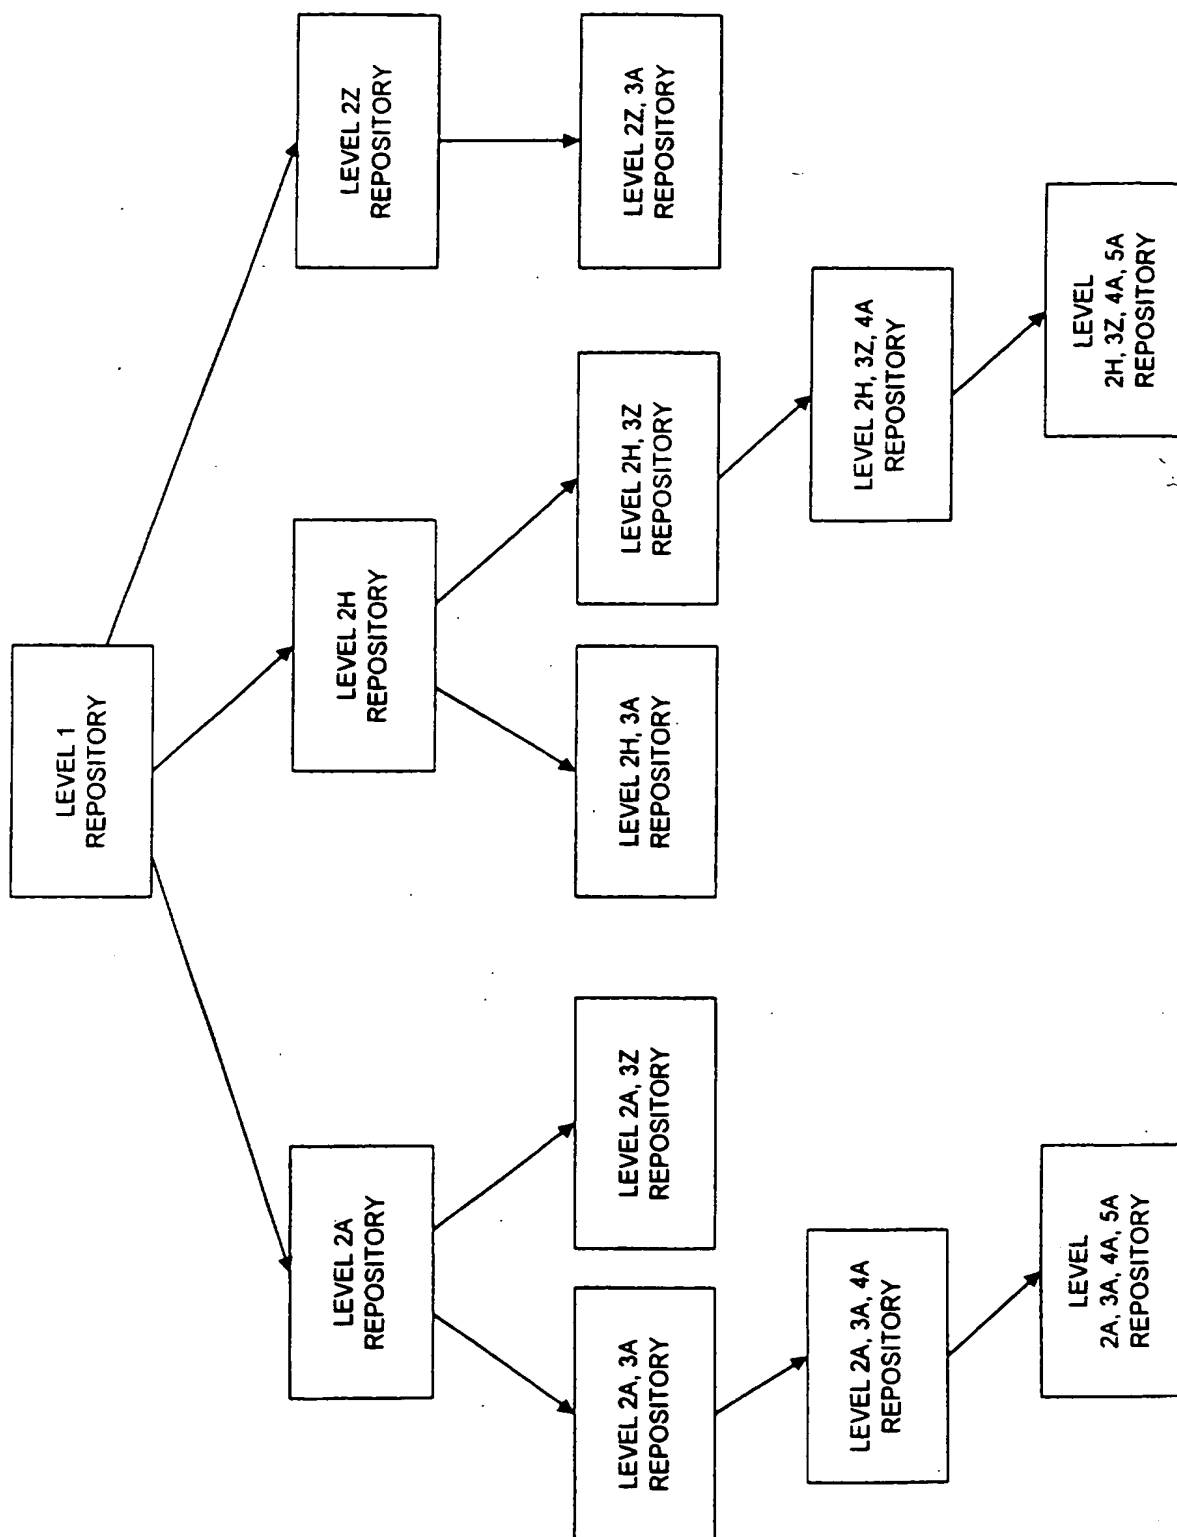 LEVEL 1
REPOSITORY
LEVEL 2A
REPOSITORY
LEVEL 2H
REPOSITORY
LEVEL 2Z
REPOSITORY
LEVEL 2A, 3A
REPOSITORY
LEVEL 2A, 3Z
REPOSITORY
LEVEL 2H, 3A
REPOSITORY
LEVEL 2H, 3Z
REPOSITORY
LEVEL 2Z, 3A
REPOSITORY
LEVEL 2A, 3A, 4A
REPOSITORY
LEVEL 2H, 3Z, 4A
REPOSITORY
LEVEL
2A, 3A, 4A, 5A
REPOSITORY
LEVEL
2H, 3Z, 4A, 5A
REPOSITORY